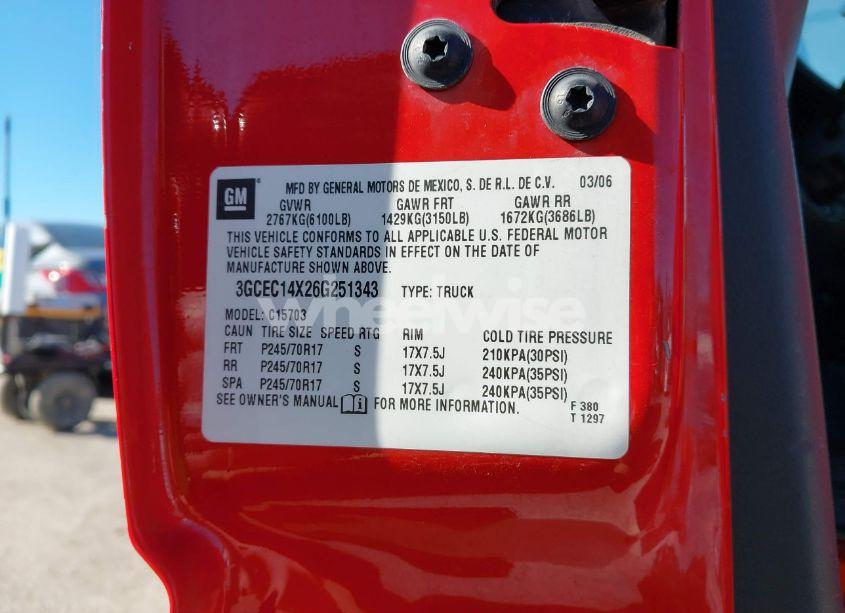 GM
MFD BY GENERAL MOTORS DE MEXICO, S. DE R.L. DE C.V. 03/06
GVWR GAWR FRT GAWR RR
2767KG(6100LB) 1429KG(3150LB) 1672KG(3686LB)
THIS VEHICLE CONFORMS TO ALL APPLICABLE U.S. FEDERAL MOTOR
VEHICLE SAFETY STANDARDS IN EFFECT ON THE DATE OF
MANUFACTURE SHOWN ABOVE.
3GCEC14X26G251343 TYPE: TRUCK
wheelwise
MODEL: C15703
CAUN TIRE SIZE SPEED RTG RIM COLD TIRE PRESSURE
FRT P245/70R17 S 17X7.5J 210KPA(30PSI)
RR P245/70R17 S 17X7.5J 240KPA(35PSI)
SPA P245/70R17 S 17X7.5J 240KPA(35PSI)
SEE OWNER'S MANUAL FOR MORE INFORMATION.
F 380
T 1297